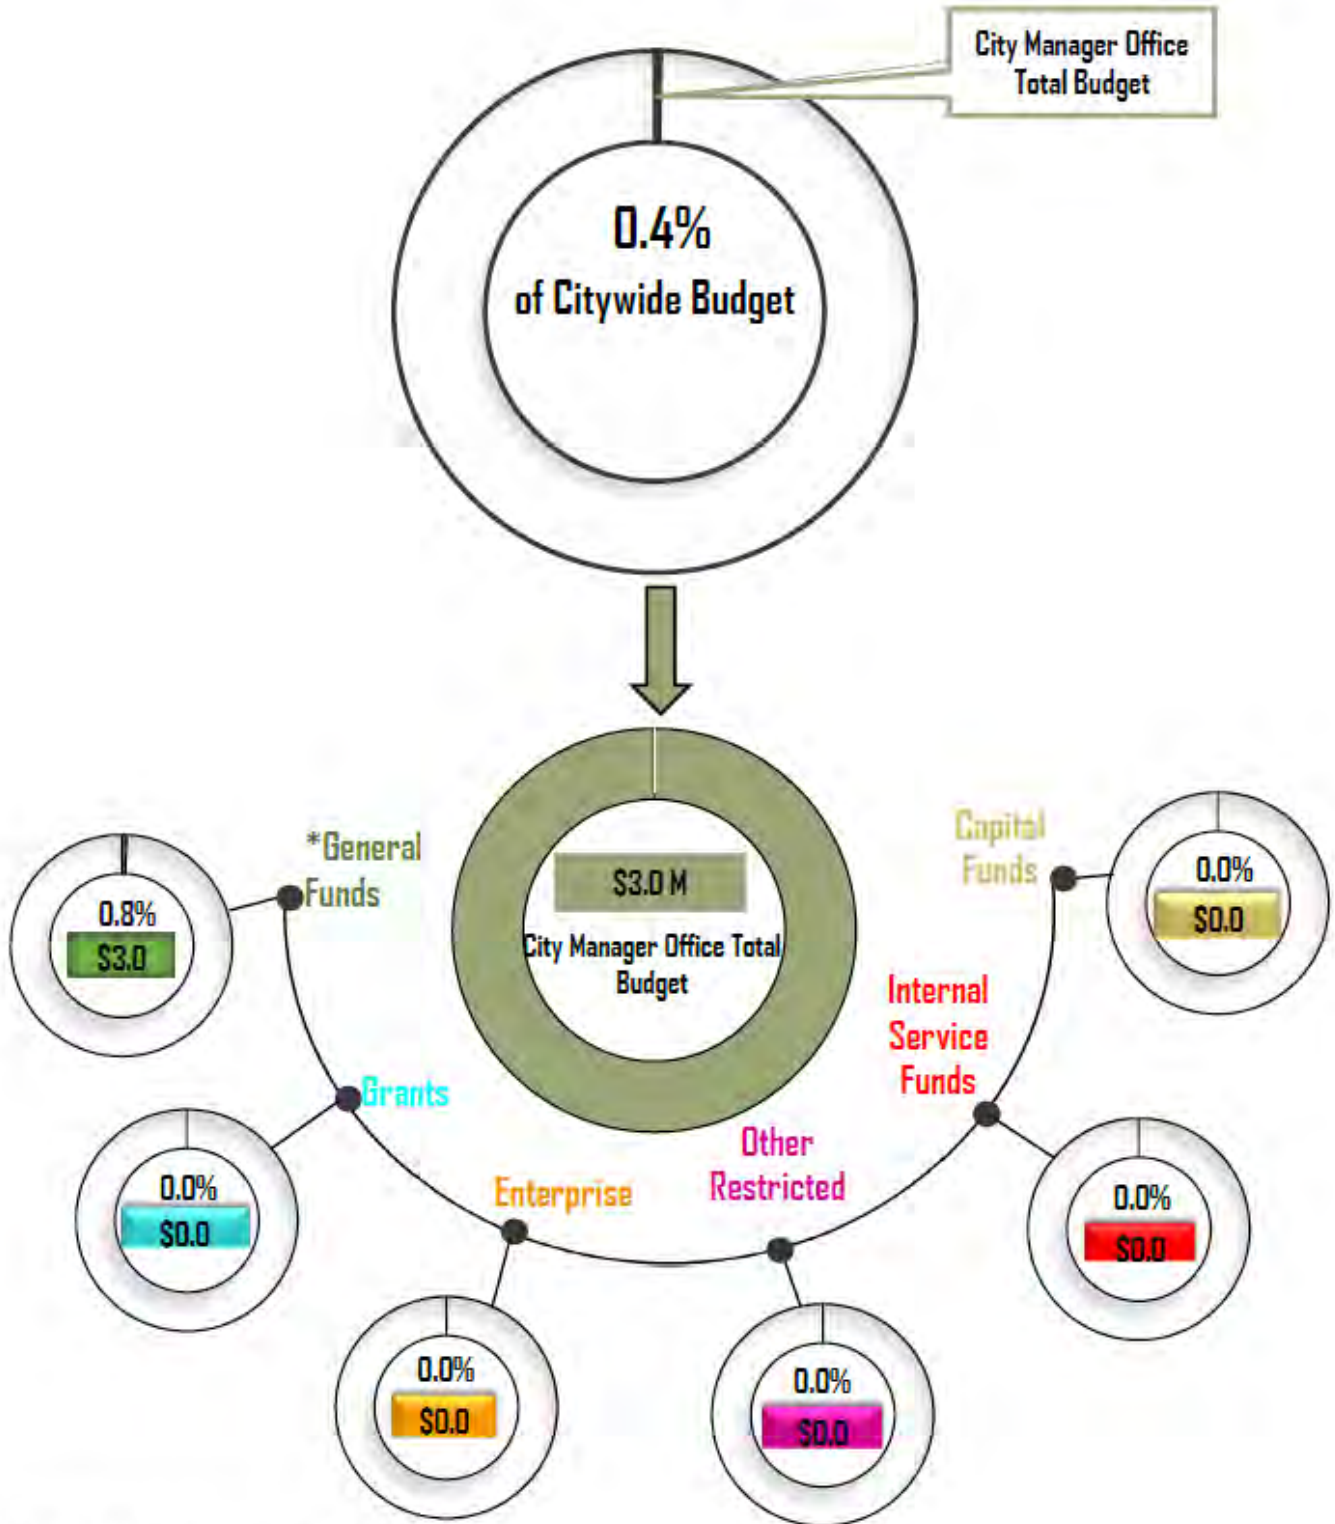 City Manager Office
Total Budget
0.4%
of Citywide Budget
$3.0 M
City Manager Office Total
Budget
*General
Funds
0.8%
$3.0
Grants
0.0%
$0.0
Enterprise
0.0%
$0.0
Other
Restricted
0.0%
$0.0
Internal
Service
Funds
0.0%
$0.0
Capital
Funds
0.0%
$0.0